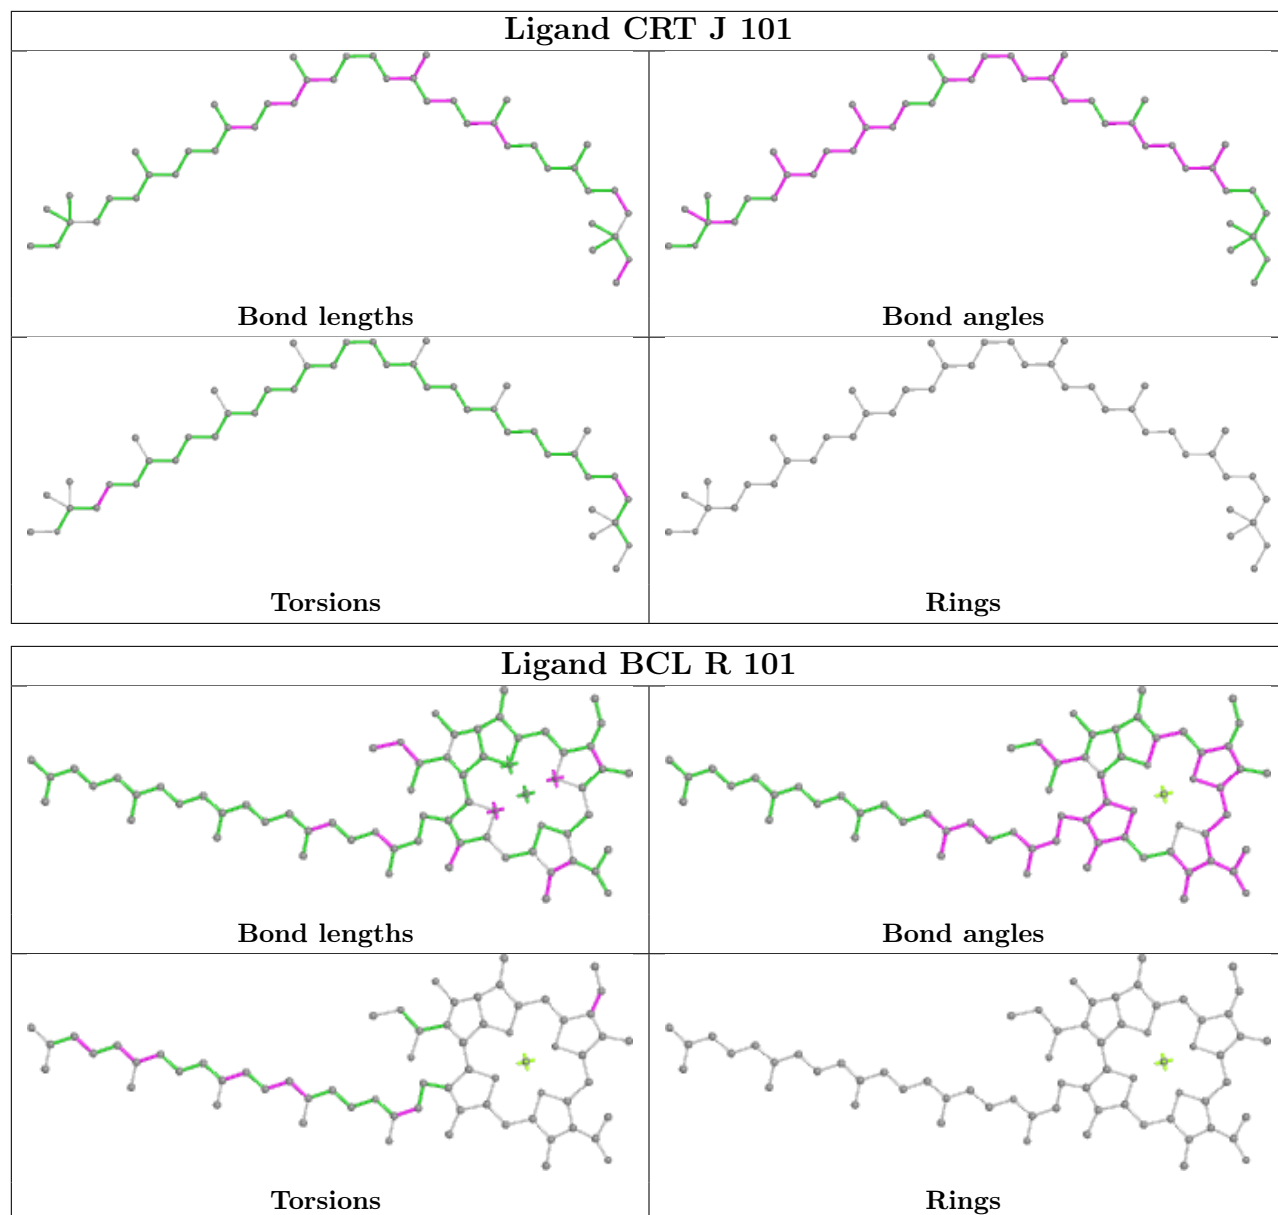 Ligand CRT J 101
Bond lengths
Bond angles
Torsions
Rings
Ligand BCL R 101
Bond lengths
Bond angles
Torsions
Rings